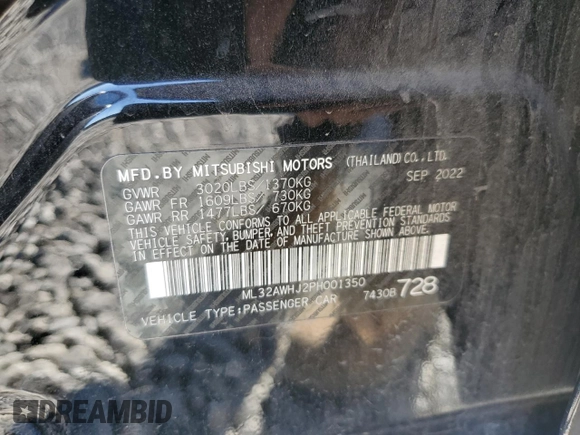 MFD.BY MITSUBISHI MOTORS (THAILAND) CO.,LTD.
SEP 2022
GVWR 3020LBS 1370KG
GAWR FR 1609LBS 730KG
GAWR RR 1477LBS 670KG
THIS VEHICLE CONFORMS TO ALL APPLICABLE FEDERAL MOTOR
VEHICLE SAFETY, BUMPER, AND THEFT PREVENTION STANDARDS
IN EFFECT ON THE DATE OF MANUFACTURE SHOWN ABOVE.
ML32AWHJ2PH001350
VEHICLE TYPE:PASSENGER CAR 74308 728
DREAMBID